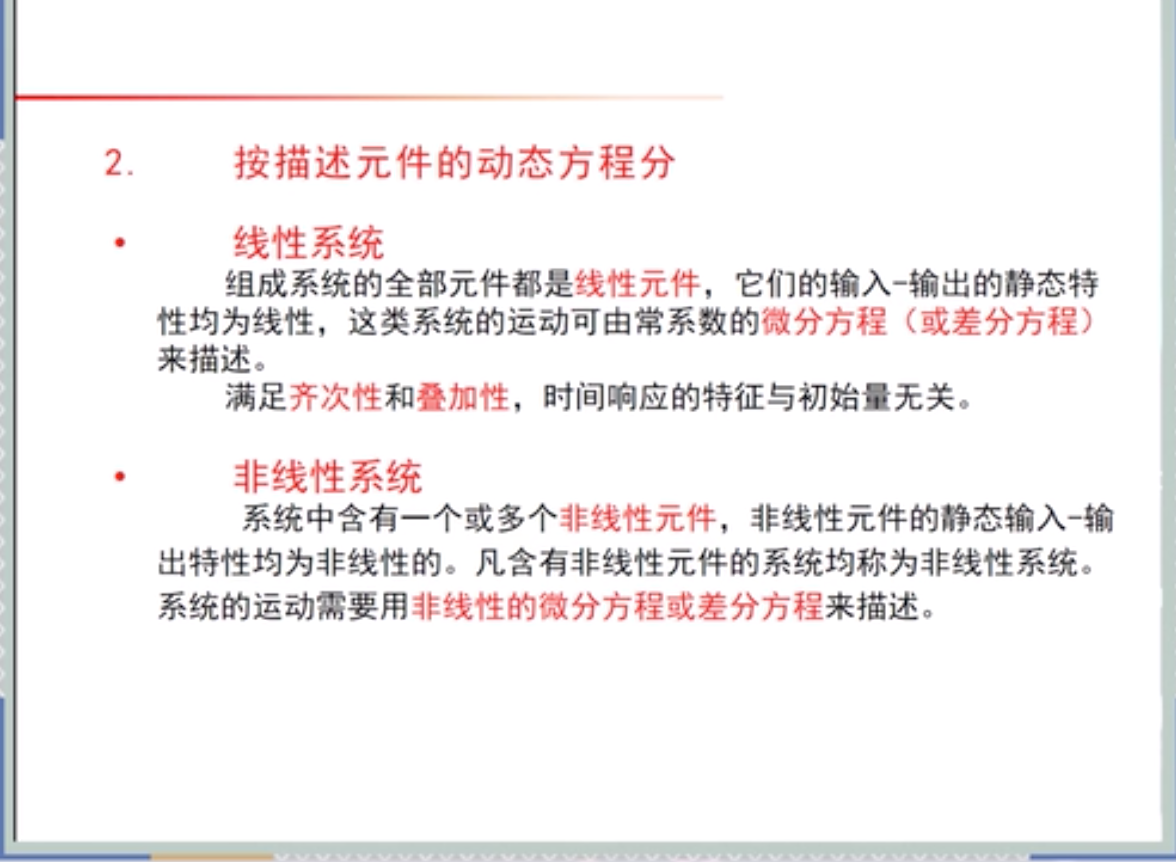 2. 按描述元件的动态方程分
• 线性系统
组成系统的全部元件都是线性元件，它们的输入-输出的静态特
性均为线性，这类系统的运动可由常系数的微分方程（或差分方程）
来描述。
满足齐次性和叠加性，时间响应的特征与初始量无关。
• 非线性系统
系统中含有一个或多个非线性元件，非线性元件的静态输入-输
出特性均为非线性的。凡含有非线性元件的系统均称为非线性系统。
系统的运动需要用非线性的微分方程或差分方程来描述。